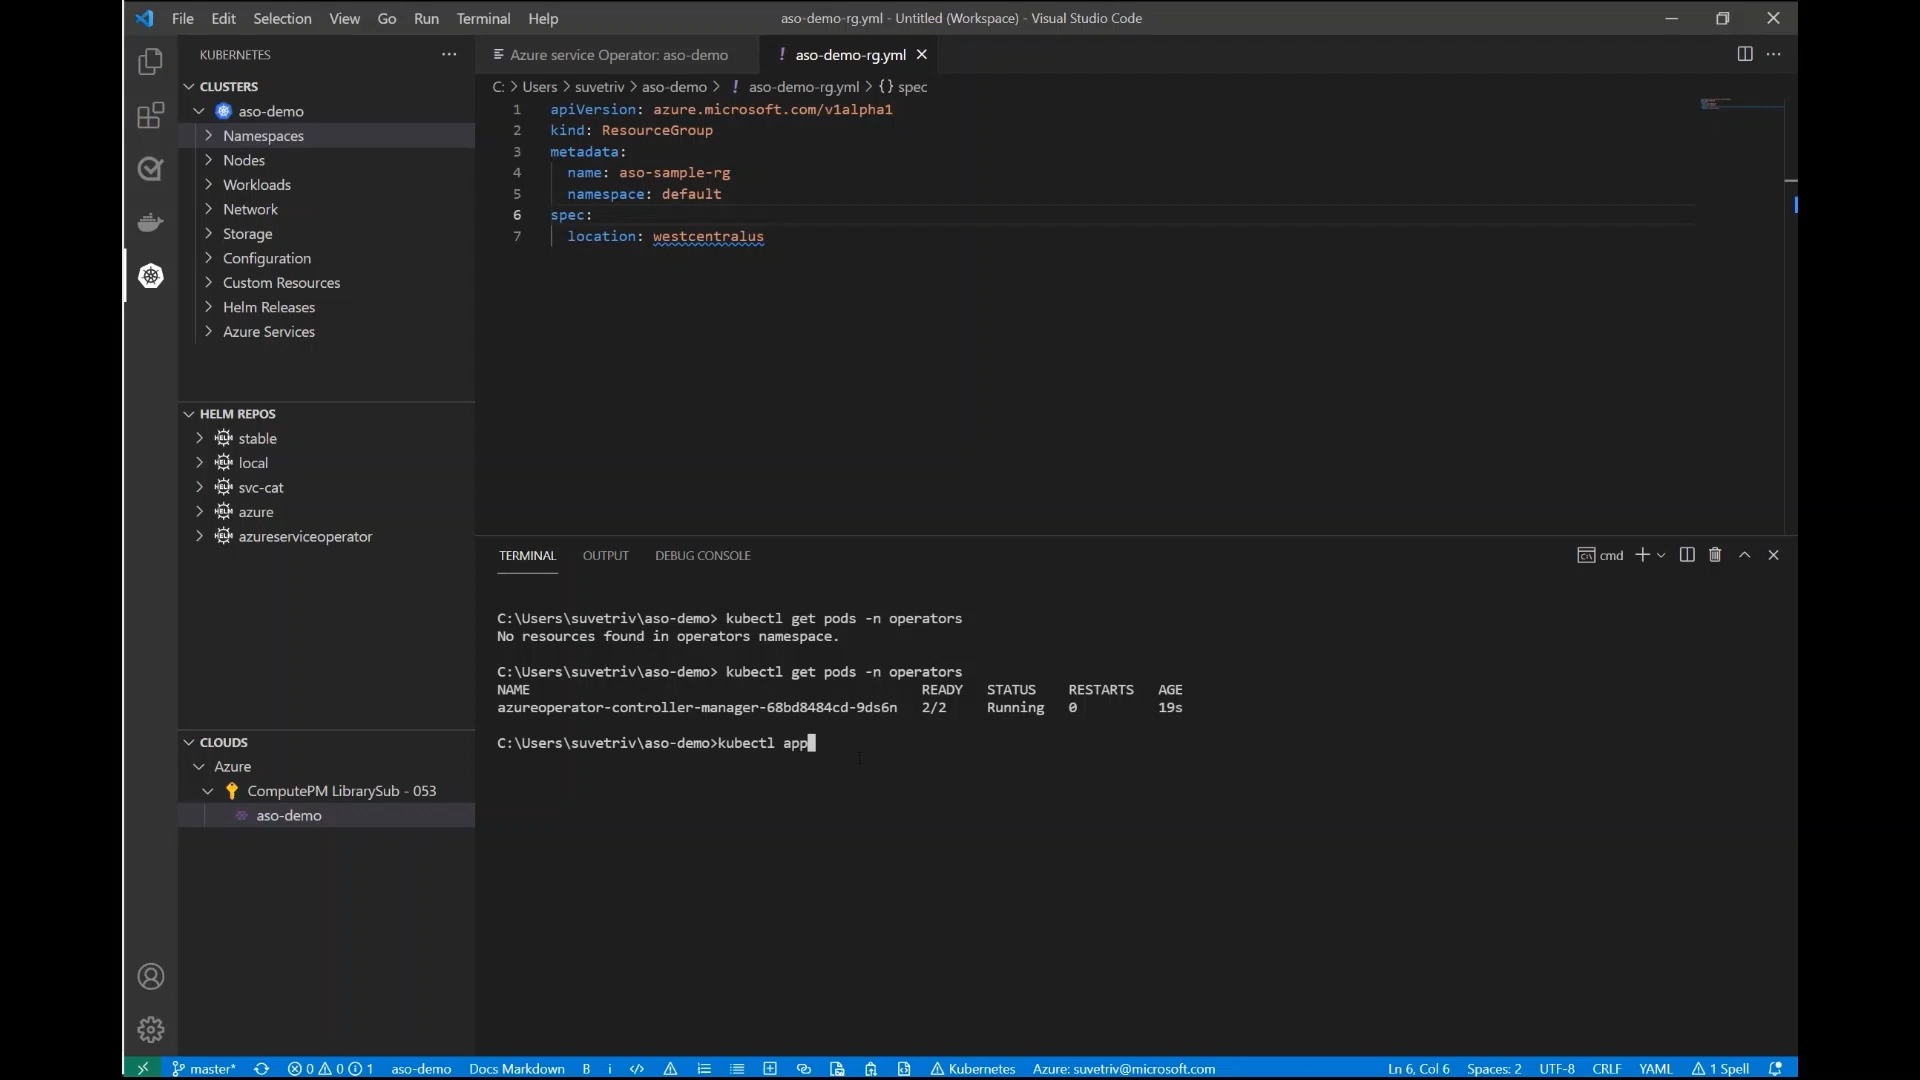 File Edit Selection View Go Run Terminal Help
aso-demo-rg.yml - Untitled (Workspace) - Visual Studio Code
KUBERNETES
CLUSTERS
aso-demo
Namespaces
Nodes
Workloads
Network
Storage
Configuration
Custom Resources
Helm Releases
Azure Services
HELM REPOS
HELM stable
HELM local
HELM svc-cat
HELM azure
HELM azureserviceoperator
CLOUDS
Azure
ComputePM LibrarySub - 053
aso-demo
Azure service Operator: aso-demo
! aso-demo-rg.yml
C: > Users > suvetriv > aso-demo > ! aso-demo-rg.yml > {} spec
1 apiVersion: azure.microsoft.com/v1alpha1
2 kind: ResourceGroup
3 metadata:
4 name: aso-sample-rg
5 namespace: default
6 spec:
7 location: westcentralus
TERMINAL OUTPUT DEBUG CONSOLE
cmd
C:\Users\suvetriv\aso-demo> kubectl get pods -n operators
No resources found in operators namespace.
C:\Users\suvetriv\aso-demo> kubectl get pods -n operators
NAME READY STATUS RESTARTS AGE
azureoperator-controller-manager-68bd8484cd-9ds6n 2/2 Running 0 19s
C:\Users\suvetriv\aso-demo>kubectl app
master* 0 0 1 aso-demo Docs Markdown B i Kubernetes Azure: suvetriv@microsoft.com Ln 6, Col 6 Spaces: 2 UTF-8 CRLF YAML 1 Spell